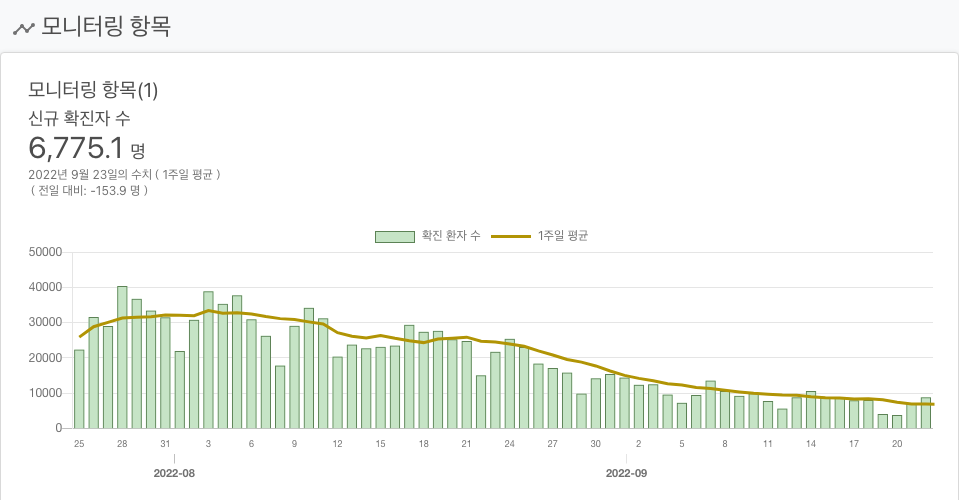 모니터링 항목
모니터링 항목(1)
신규 확진자 수
6,775.1 명
2022년 9월 23일의 수치 ( 1주일 평균 )
( 전일 대비: -153.9 명 )
확진 환자 수 1주일 평균
50000
40000
30000
20000
10000
0
25 28 31 3 6 9 12 15 18 21 24 27 30 2 5 8 11 14 17 20
2022-08 2022-09